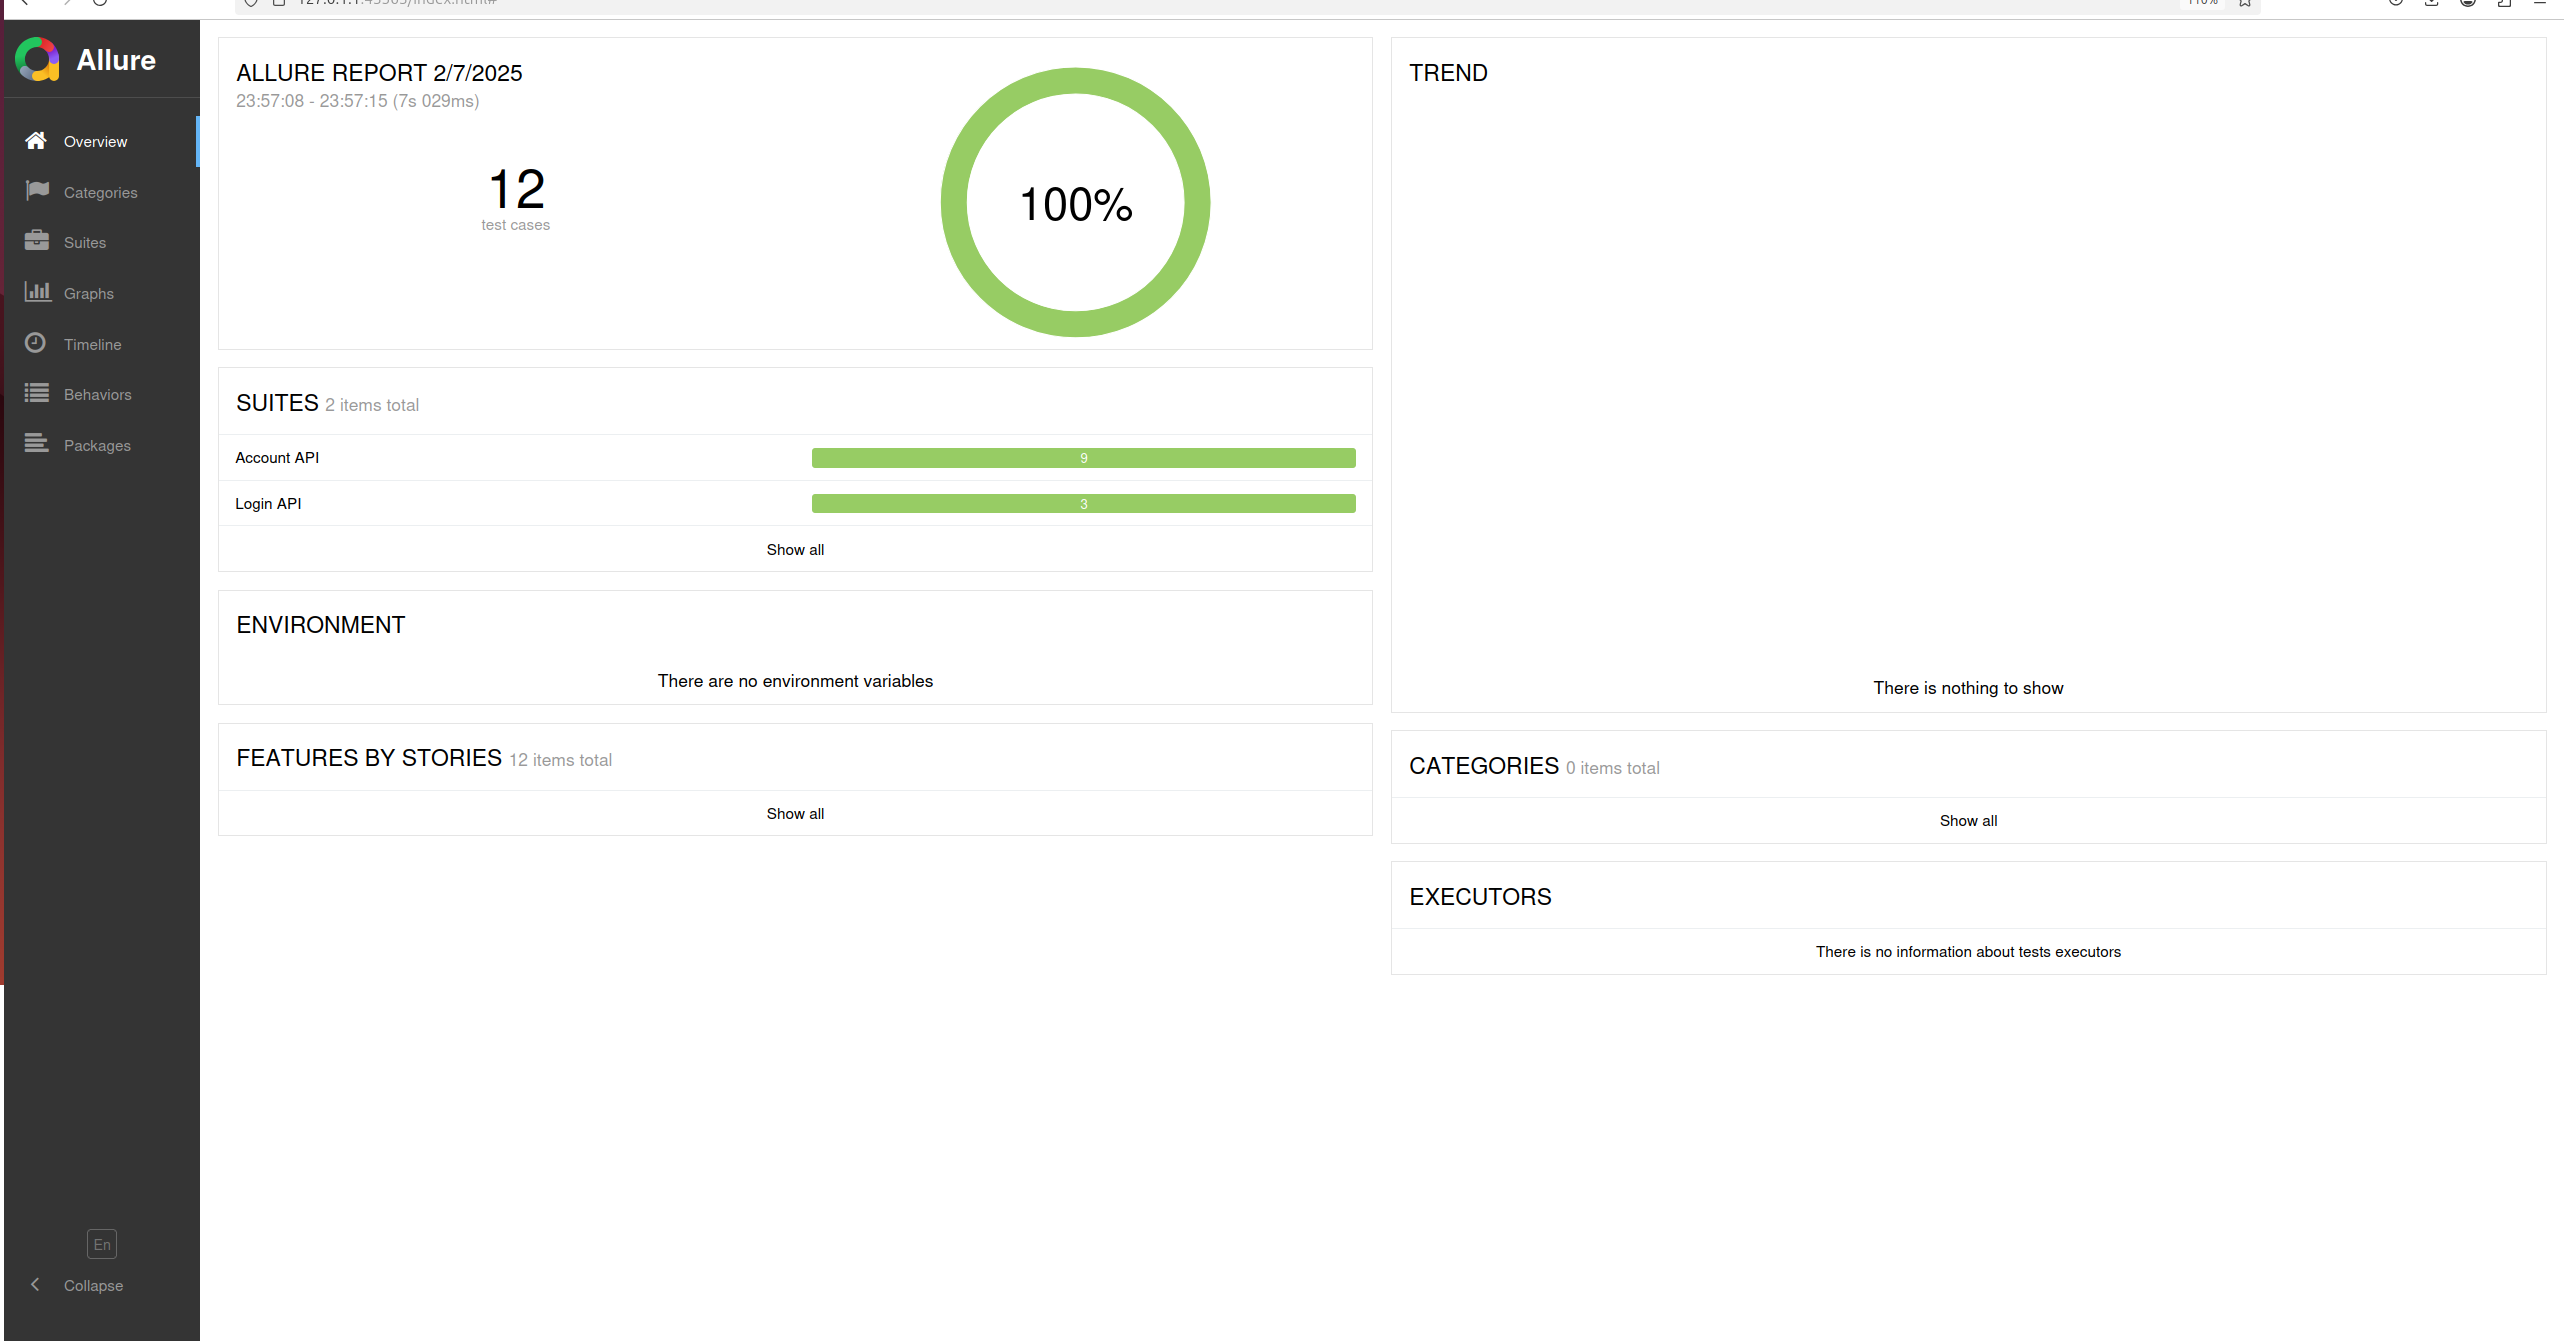 Allure
Overview
Categories
Suites
Graphs
Timeline
Behaviors
Packages
En
Collapse
ALLURE REPORT 2/7/2025
23:57:08 - 23:57:15 (7s 029ms)
12
test cases
100%
SUITES 2 items total
Account API
9
Login API
3
Show all
ENVIRONMENT
There are no environment variables
FEATURES BY STORIES 12 items total
Show all
TREND
There is nothing to show
CATEGORIES 0 items total
Show all
EXECUTORS
There is no information about tests executors